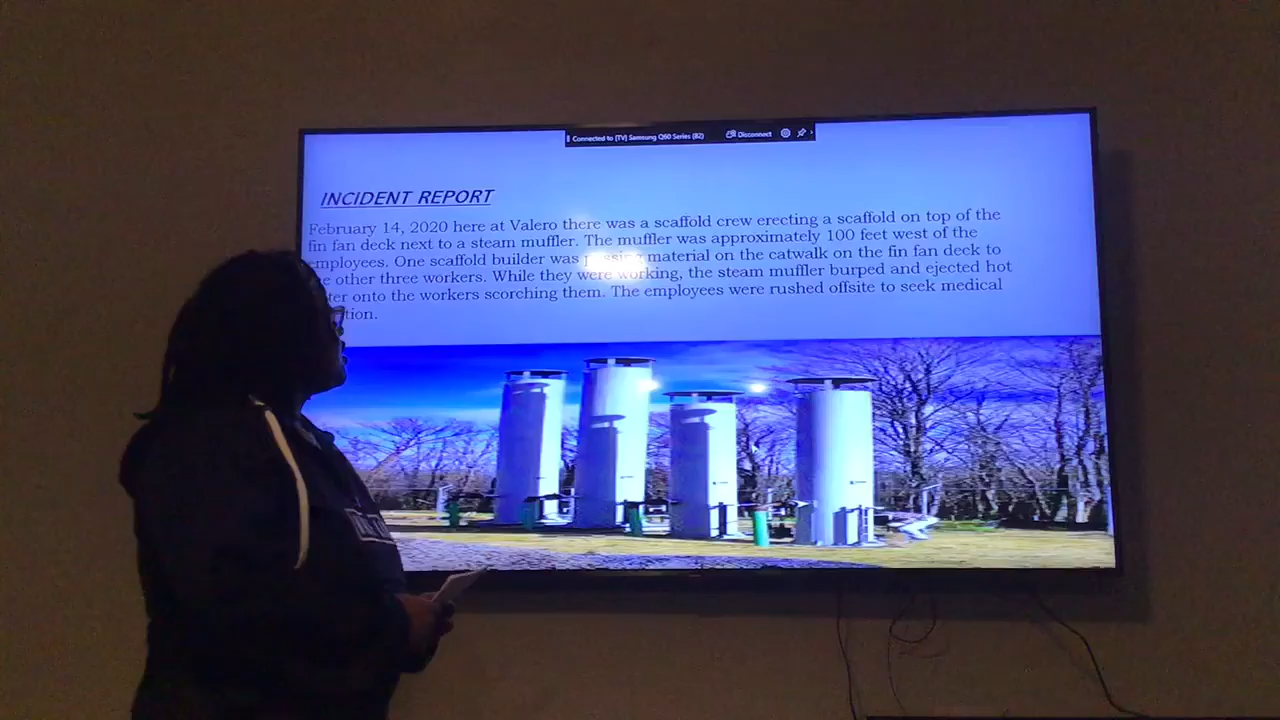 Connected to [TV] Samsung Q60 Series (82) Disconnect
INCIDENT REPORT
February 14, 2020 here at Valero there was a scaffold crew erecting a scaffold on top of the
fin fan deck next to a steam muffler. The muffler was approximately 100 feet west of the
employees. One scaffold builder was passing material on the catwalk on the fin fan deck to
other three workers. While they were working, the steam muffler burped and ejected hot
onto the workers scorching them. The employees were rushed offsite to seek medical